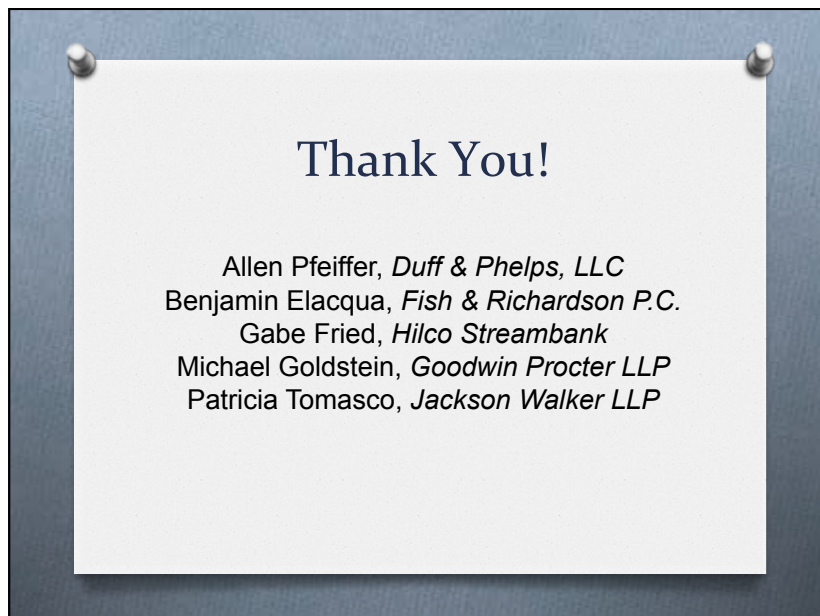 Thank You!
Allen Pfeiffer, Duff & Phelps, LLC
Benjamin Elacqua, Fish & Richardson P.C.
Gabe Fried, Hilco Streambank
Michael Goldstein, Goodwin Procter LLP
Patricia Tomasco, Jackson Walker LLP